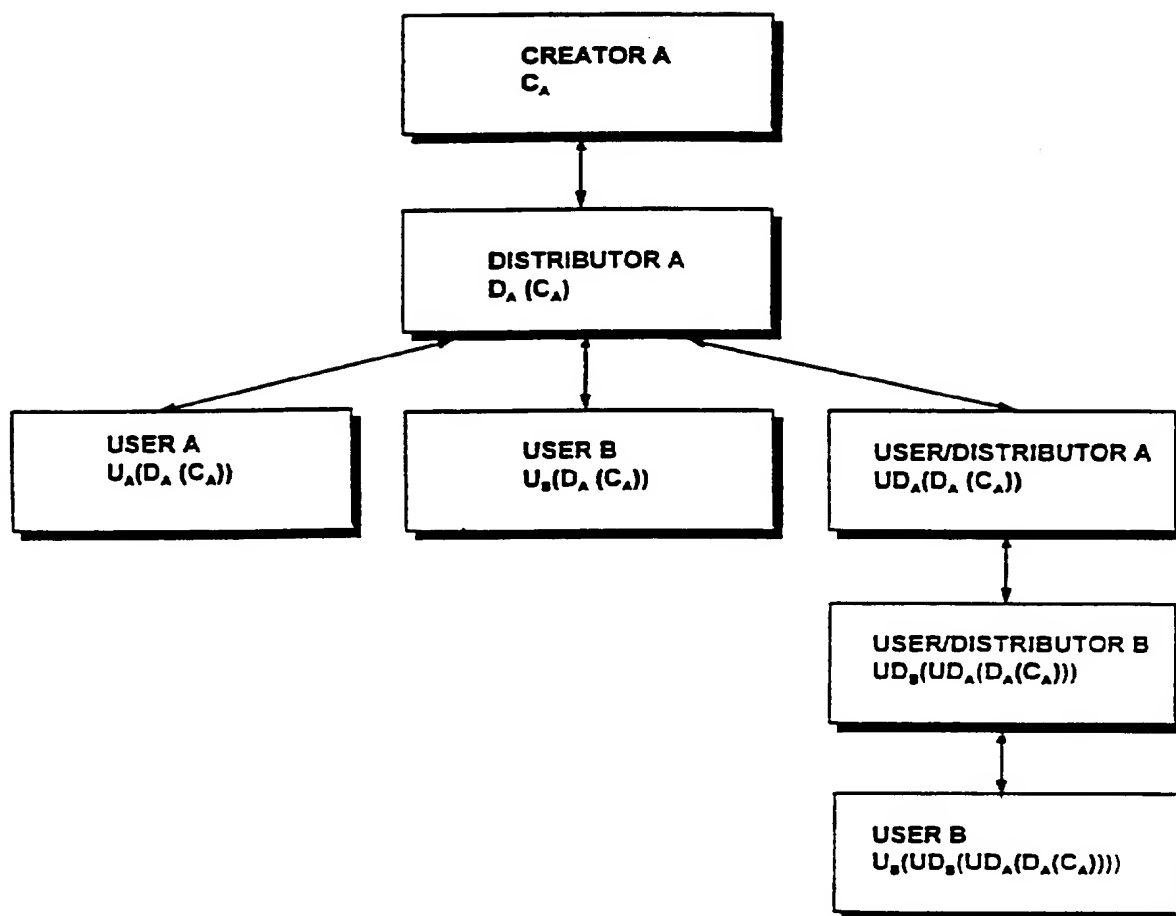 CREATOR A
C_A
DISTRIBUTOR A
D_A (C_A)
USER A
U_A(D_A (C_A))
USER B
U_B(D_A (C_A))
USER/DISTRIBUTOR A
UD_A(D_A (C_A))
USER/DISTRIBUTOR B
UD_B(UD_A(D_A(C_A)))
USER B
U_B(UD_B(UD_A(D_A(C_A))))